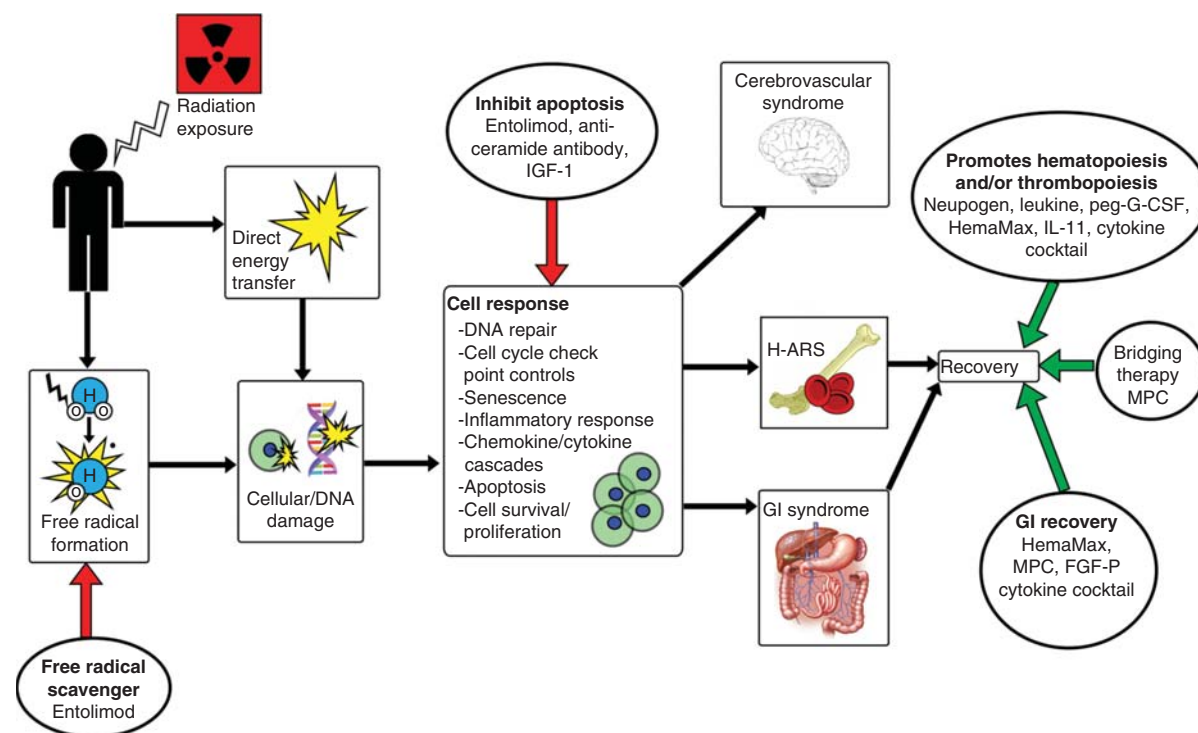 Radiation
exposure
Direct
energy
transfer
H
O O
H
O
Free radical
formation
Free radical
scavenger
Entolimod
Cellular/DNA
damage
Inhibit apoptosis
Entolimod, anti-
ceramide antibody,
IGF-1
Cell response
-DNA repair
-Cell cycle check
point controls
-Senescence
-Inflammatory response
-Chemokine/cytokine
cascades
-Apoptosis
-Cell survival/
proliferation
Cerebrovascular
syndrome
H-ARS
GI syndrome
Recovery
Promotes hematopoiesis
and/or thrombopoiesis
Neupogen, leukine, peg-G-CSF,
HemaMax, IL-11, cytokine
cocktail
Bridging
therapy
MPC
GI recovery
HemaMax,
MPC, FGF-P
cytokine cocktail